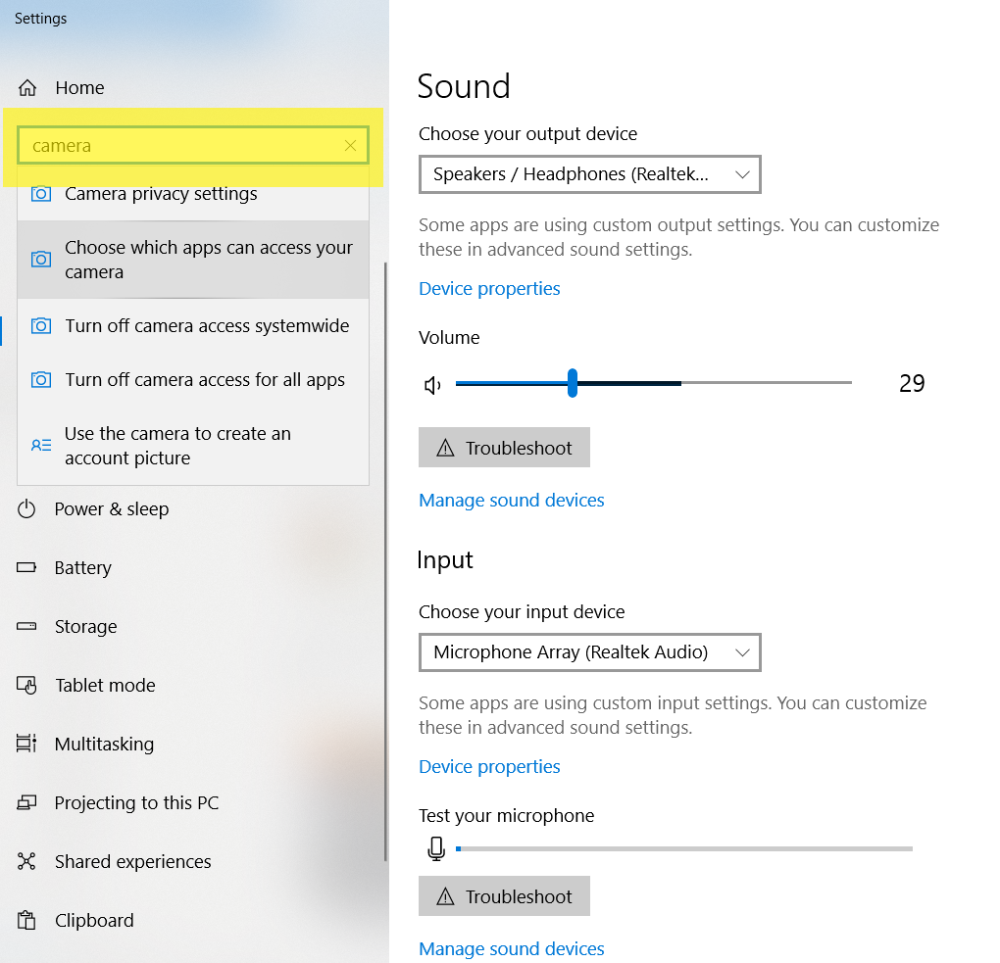 Settings
Home
camera
Camera privacy settings
Choose which apps can access your
camera
Turn off camera access systemwide
Turn off camera access for all apps
Use the camera to create an
account picture
Power & sleep
Battery
Storage
Tablet mode
Multitasking
Projecting to this PC
Shared experiences
Clipboard
Sound
Choose your output device
Speakers / Headphones (Realtek...
Some apps are using custom output settings. You can customize
these in advanced sound settings.
Device properties
Volume
29
Troubleshoot
Manage sound devices
Input
Choose your input device
Microphone Array (Realtek Audio)
Some apps are using custom input settings. You can customize
these in advanced sound settings.
Device properties
Test your microphone
Troubleshoot
Manage sound devices